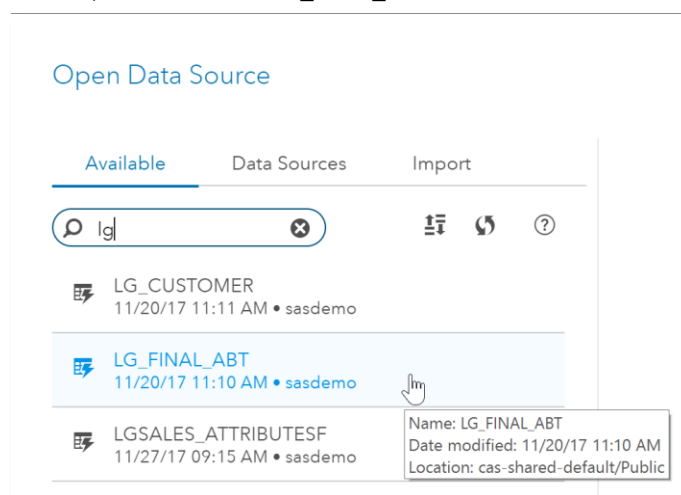 Open Data Source
Available Data Sources Import
lg
LG_CUSTOMER
11/20/17 11:11 AM • sasdemo
LG_FINAL_ABT
11/20/17 11:10 AM • sasdemo
LGSALES_ATTRIBUTESF
11/27/17 09:15 AM • sasdemo
Name: LG_FINAL_ABT
Date modified: 11/20/17 11:10 AM
Location: cas-shared-default/Public